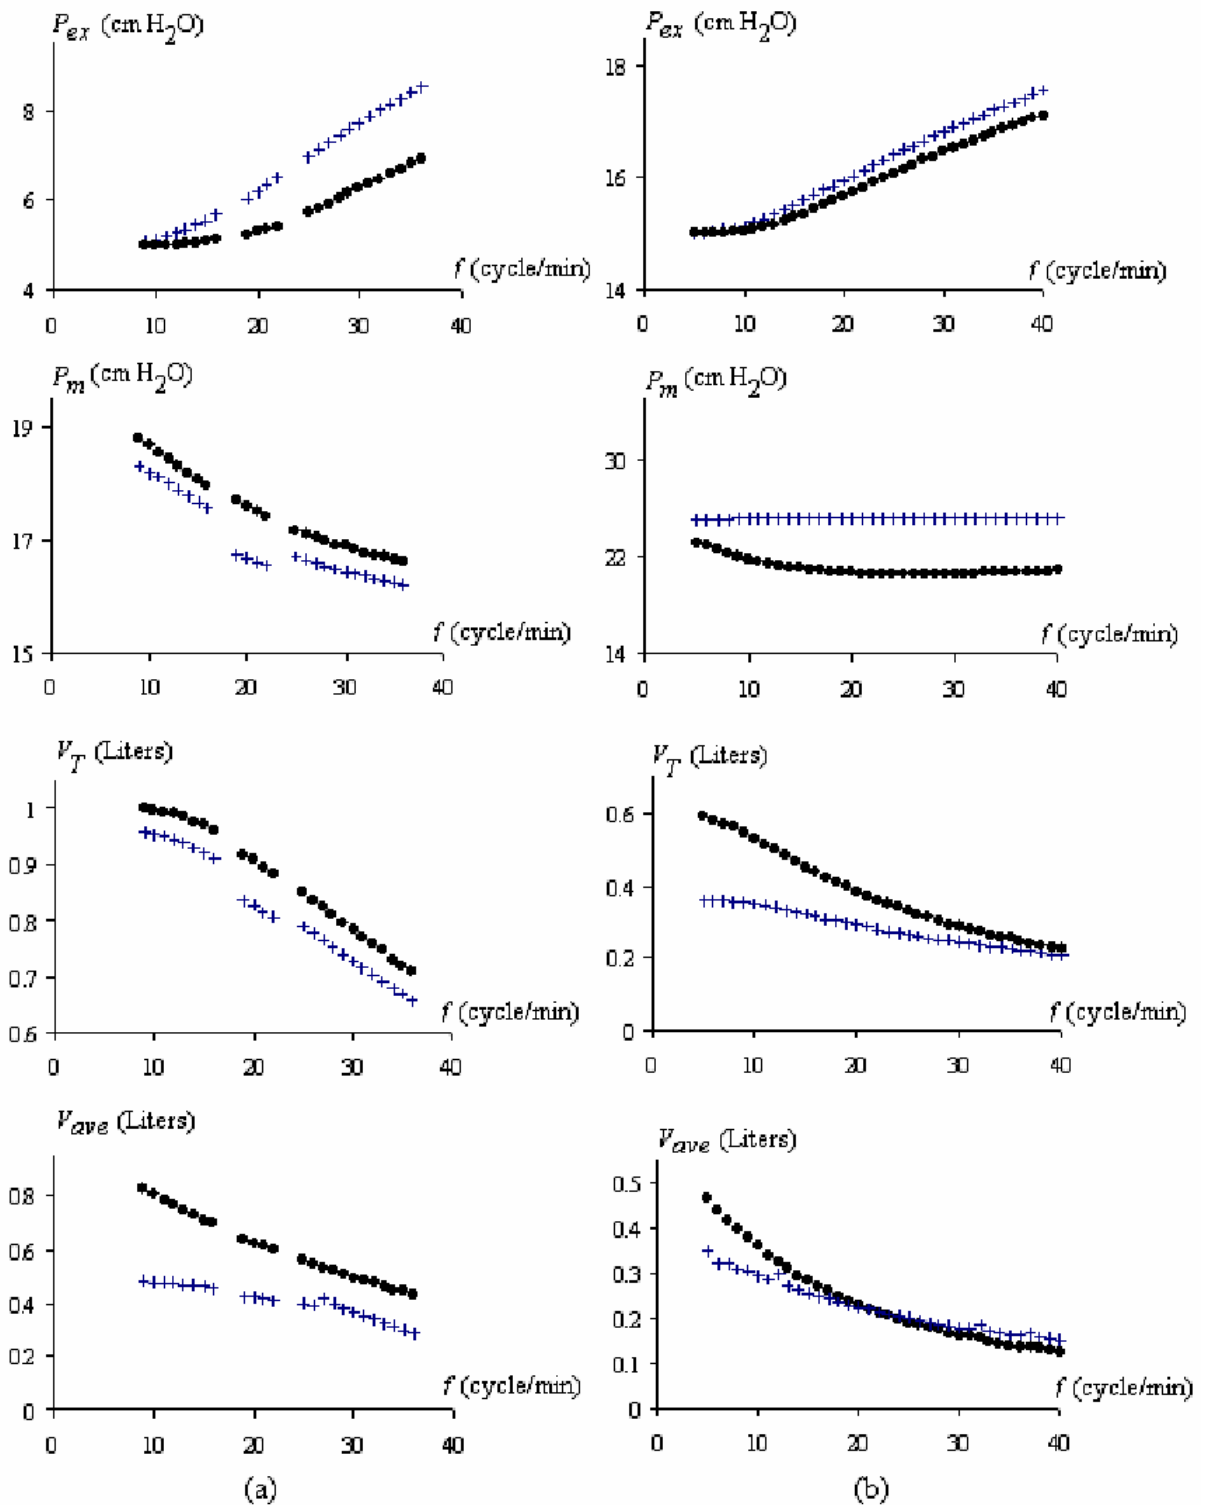 P_ex (cm H₂O)
8
6
4
f (cycle/min)
0 10 20 30 40
P_ex (cm H₂O)
18
16
14
f (cycle/min)
0 10 20 30 40
P_m (cm H₂O)
19
17
15
f (cycle/min)
0 10 20 30 40
P_m (cm H₂O)
30
22
14
f (cycle/min)
0 10 20 30 40
V_T (Liters)
1
0.9
0.8
0.7
0.6
f (cycle/min)
0 10 20 30 40
V_T (Liters)
0.6
0.4
0.2
0
f (cycle/min)
0 10 20 30 40
V_ave (Liters)
0.8
0.6
0.4
0.2
0
f (cycle/min)
0 10 20 30 40
(a)
V_ave (Liters)
0.5
0.4
0.3
0.2
0.1
0
f (cycle/min)
0 10 20 30 40
(b)